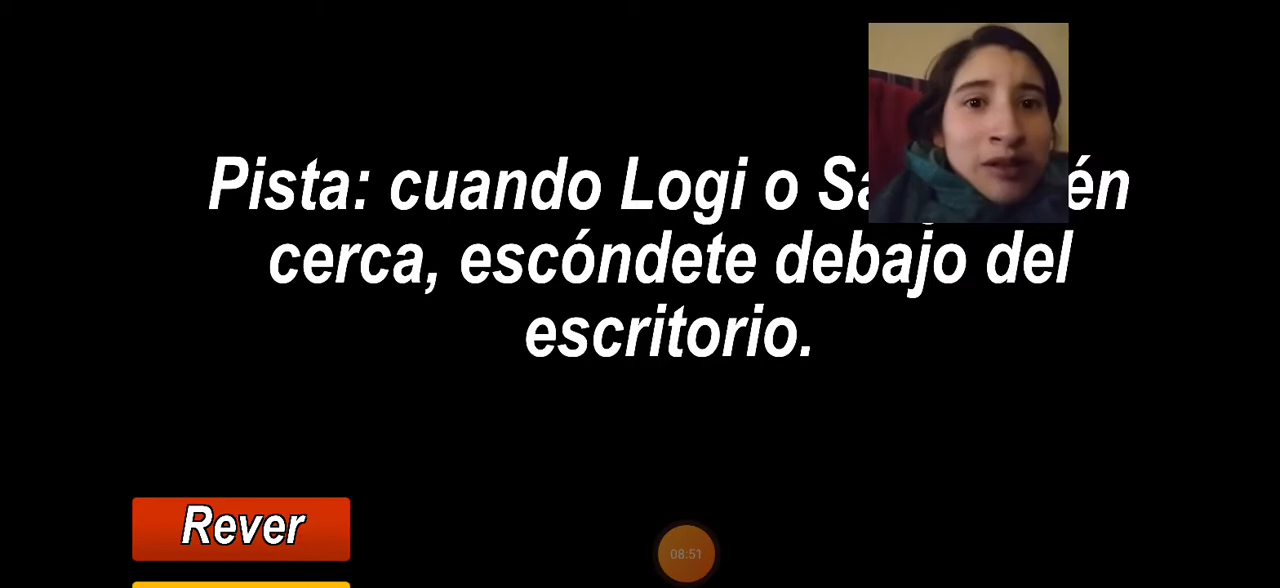 Pista: cuando Logi o
cerca, escóndete debajo del
escritorio.
Rever
08:51